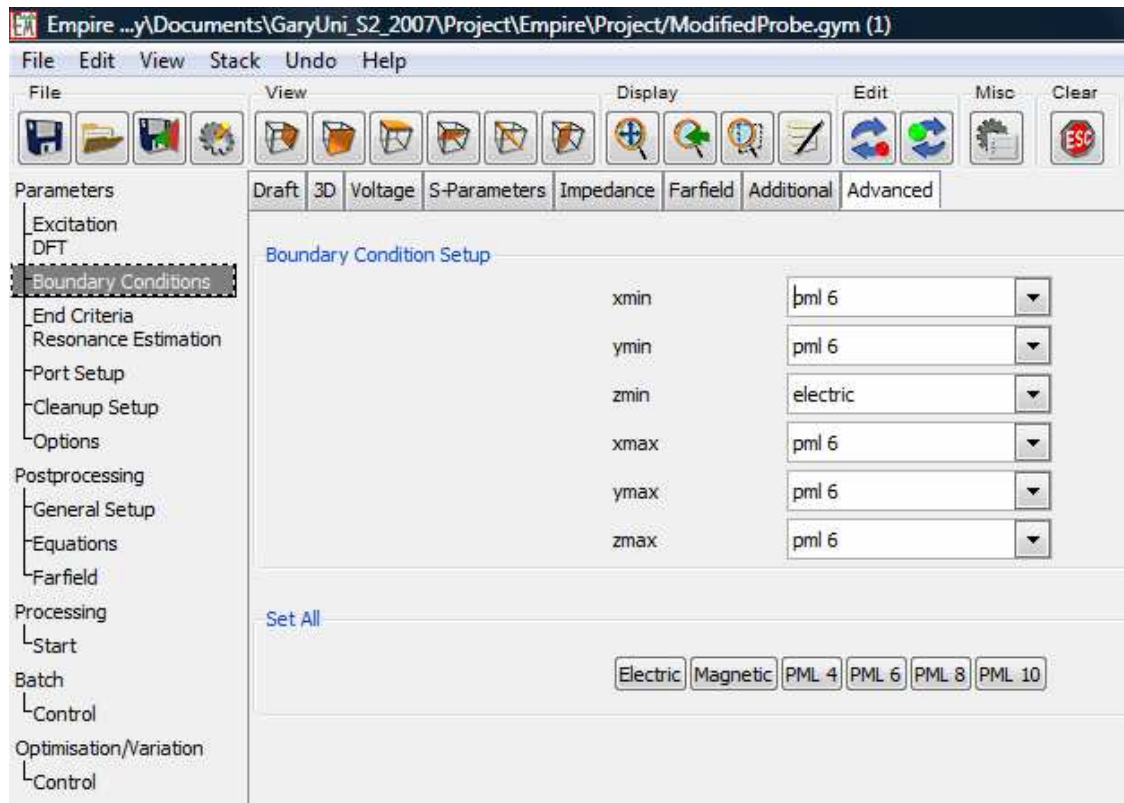 Empire ...y\Documents\GaryUni_S2_2007\Project\Empire\Project/ModifiedProbe.gym (1)
File Edit View Stack Undo Help
File View Display Edit Misc Clear
ESC
Parameters
Excitation
DFT
Boundary Conditions
End Criteria
Resonance Estimation
Port Setup
Cleanup Setup
Options
Postprocessing
General Setup
Equations
Farfield
Processing
Start
Batch
Control
Optimisation/Variation
Control
Draft 3D Voltage S-Parameters Impedance Farfield Additional Advanced
Boundary Condition Setup
xmin pml 6
ymin pml 6
zmin electric
xmax pml 6
ymax pml 6
zmax pml 6
Set All
Electric Magnetic PML 4 PML 6 PML 8 PML 10